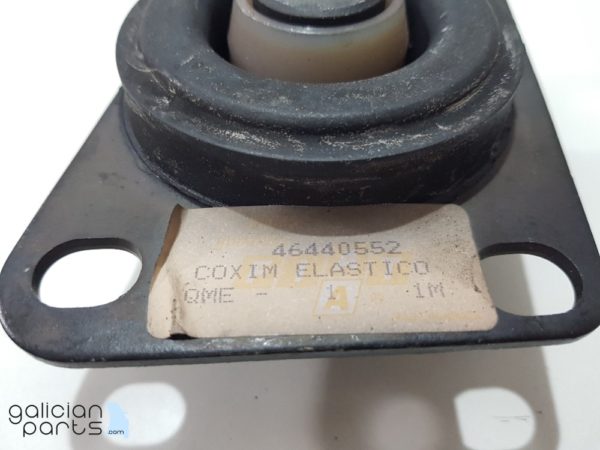 46440552
COXIM ELASTICO
QME - 1 1M
A
galician
parts.com